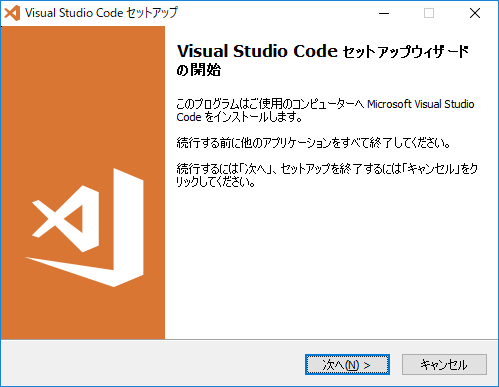 Visual Studio Code セットアップ
Visual Studio Code セットアップウィザード
の開始
このプログラムはご使用のコンピューターへ Microsoft Visual Studio
Code をインストールします。
続行する前に他のアプリケーションをすべて終了してください。
続行するには「次へ」、セットアップを終了するには「キャンセル」をク
リックしてください。
次へ(N) >
キャンセル